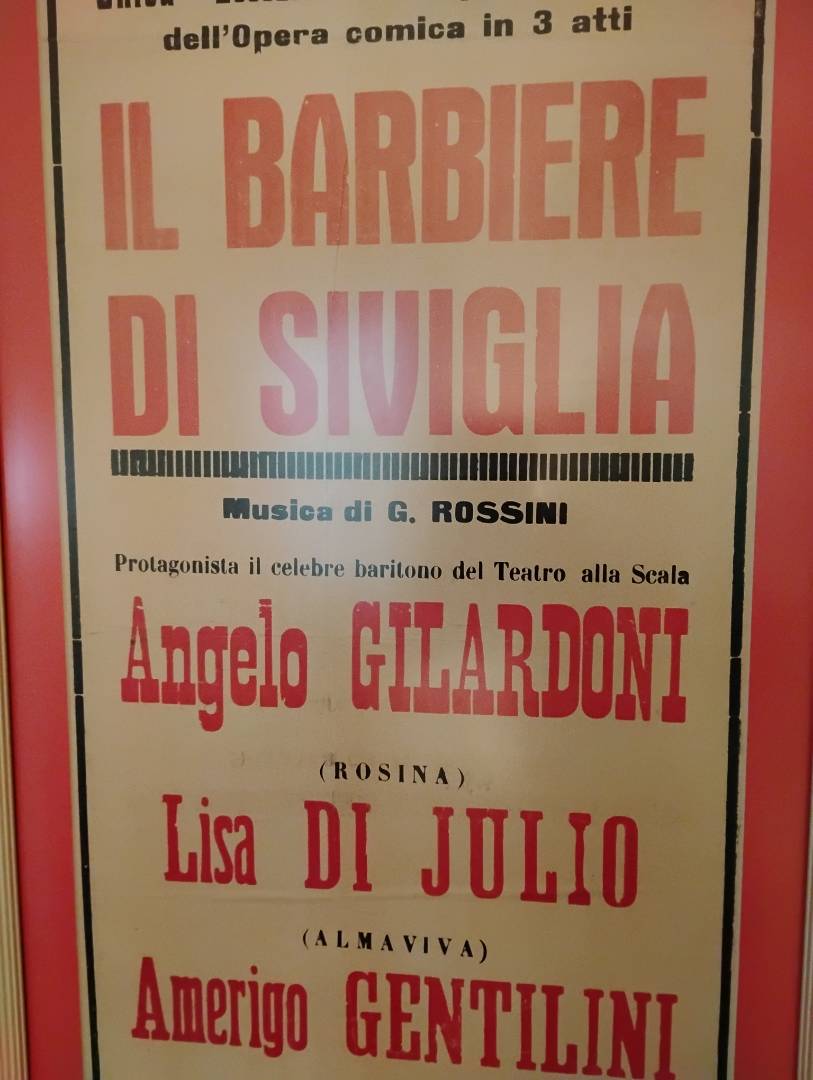 dell'Opera comica in 3 atti
IL BARBIERE
DI SIVIGLIA
Musica di G. ROSSINI
Protagonista il celebre baritono del Teatro alla Scala
Angelo GILARDONI
(ROSINA)
Lisa DI JULIO
(ALMAVIVA)
Amerigo GENTILINI